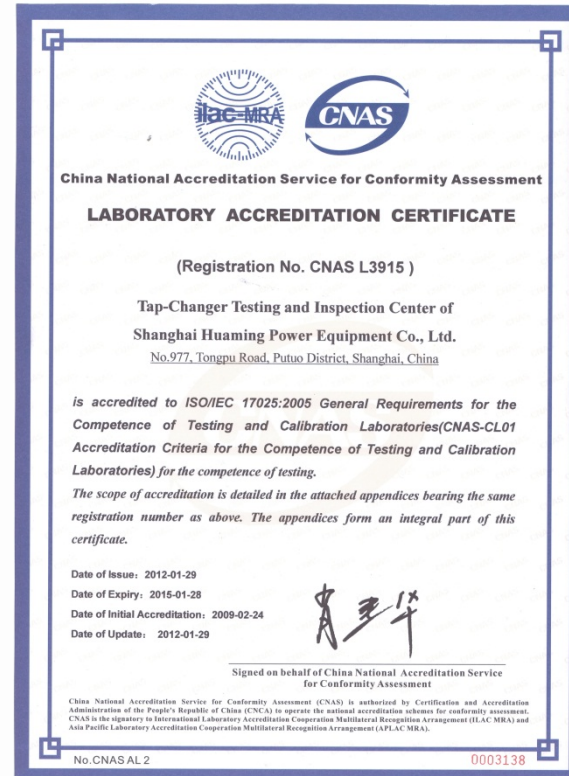 ilac-MRA
CNAS
China National Accreditation Service for Conformity Assessment
LABORATORY ACCREDITATION CERTIFICATE
(Registration No. CNAS L3915 )
Tap-Changer Testing and Inspection Center of
Shanghai Huaming Power Equipment Co., Ltd.
No.977, Tongpu Road, Putuo District, Shanghai, China
is accredited to ISO/IEC 17025:2005 General Requirements for the
Competence of Testing and Calibration Laboratories(CNAS-CL01
Accreditation Criteria for the Competence of Testing and Calibration
Laboratories) for the competence of testing.
The scope of accreditation is detailed in the attached appendices bearing the same
registration number as above. The appendices form an integral part of this
certificate.
Date of Issue: 2012-01-29
Date of Expiry: 2015-01-28
Date of Initial Accreditation: 2009-02-24
Date of Update: 2012-01-29
Signed on behalf of China National Accreditation Service
for Conformity Assessment
China National Accreditation Service for Conformity Assessment (CNAS) is authorized by Certification and Accreditation
Administration of the People's Republic of China (CNCA) to operate the national accreditation schemes for conformity assessment.
CNAS is the signatory to International Laboratory Accreditation Cooperation Multilateral Recognition Arrangement (ILAC MRA) and
Asia Pacific Laboratory Accreditation Cooperation Multilateral Recognition Arrangement (APLAC MRA).
No.CNAS AL 2
0003138